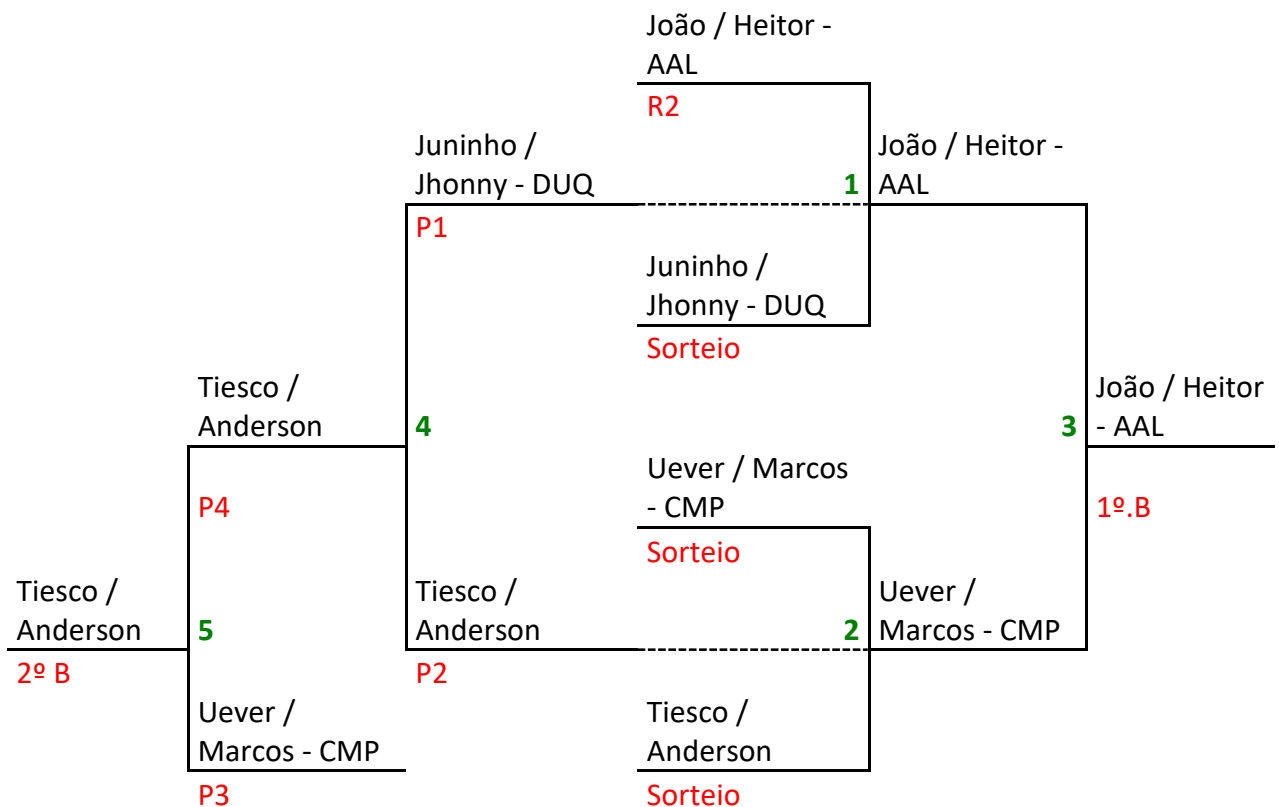 João / Heitor -
AAL
R2
Juninho /
Jhonny - DUQ
P1
1
João / Heitor -
AAL
Juninho /
Jhonny - DUQ
Sorteio
Tiesco /
Anderson
P4
4
3
João / Heitor
- AAL
1º.B
Uever / Marcos
- CMP
Sorteio
Tiesco /
Anderson
2º B
5
Tiesco /
Anderson
P2
2
Uever /
Marcos - CMP
Uever /
Marcos - CMP
P3
Tiesco /
Anderson
Sorteio